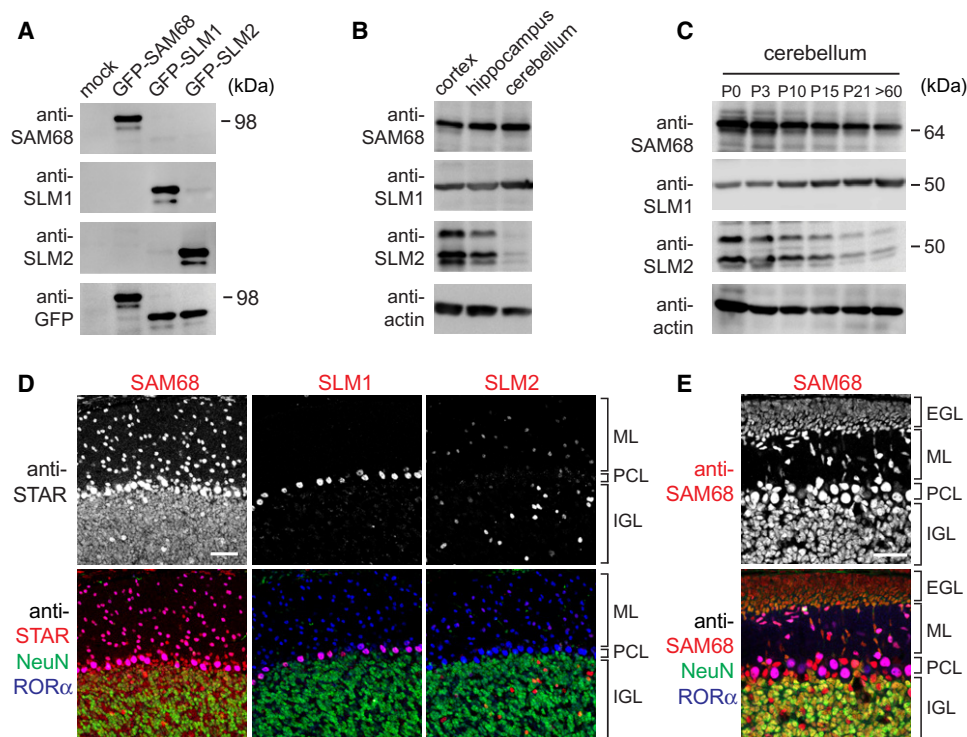 A
mock
GFP-SAM68
GFP-SLM1
GFP-SLM2
(kDa)
anti-
SAM68
98
anti-
SLM1
anti-
SLM2
anti-
GFP
98
B
cortex
hippocampus
cerebellum
anti-
SAM68
anti-
SLM1
anti-
SLM2
anti-
actin
C
cerebellum
P0 P3 P10 P15 P21 >60
(kDa)
anti-
SAM68
64
anti-
SLM1
50
anti-
SLM2
50
anti-
actin
D
SAM68
SLM1
SLM2
anti-
STAR
ML
PCL
IGL
anti-
STAR
NeuN
RORα
ML
PCL
IGL
E
SAM68
anti-
SAM68
EGL
ML
PCL
IGL
anti-
SAM68
NeuN
RORα
EGL
ML
PCL
IGL